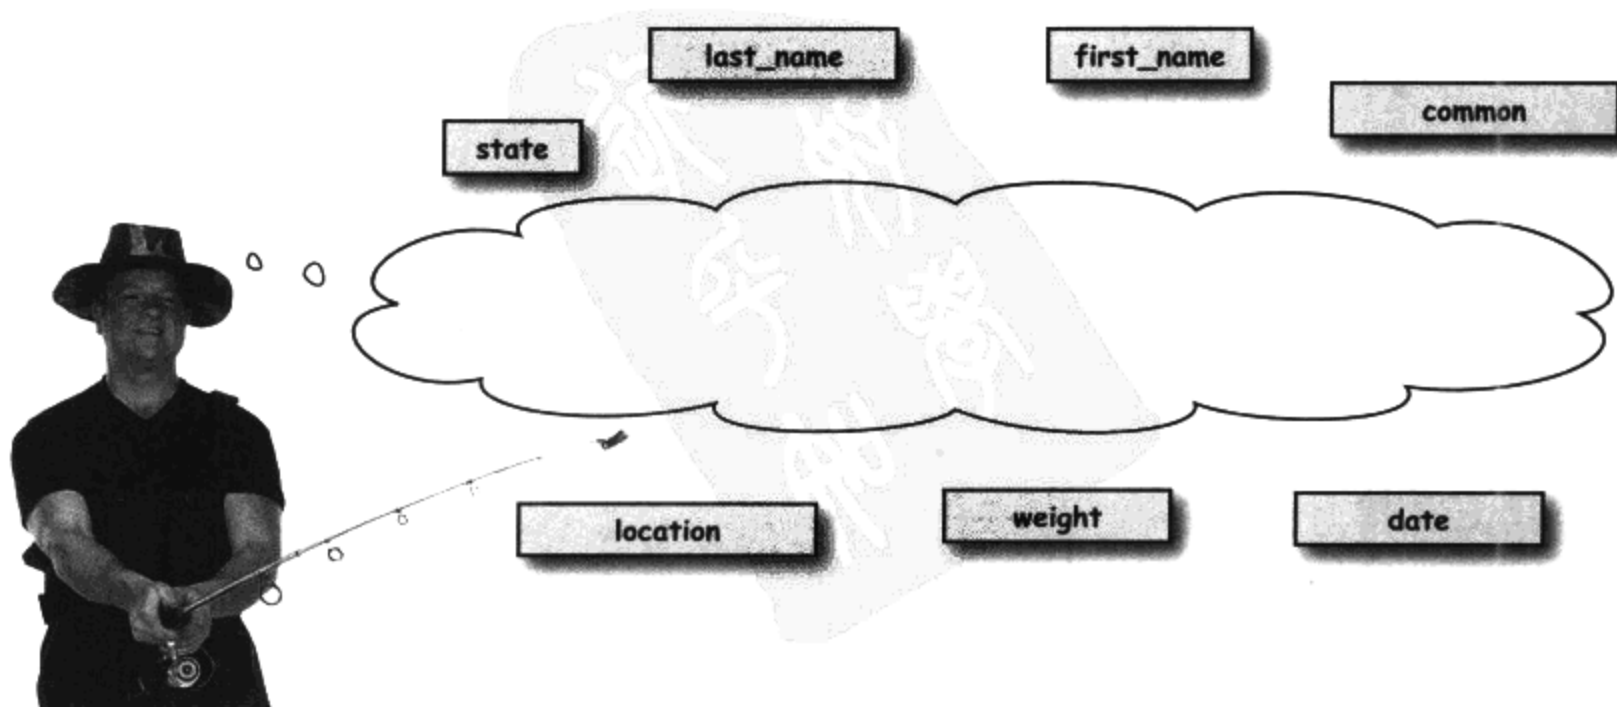 last_name
first_name
common
state
location
weight
date